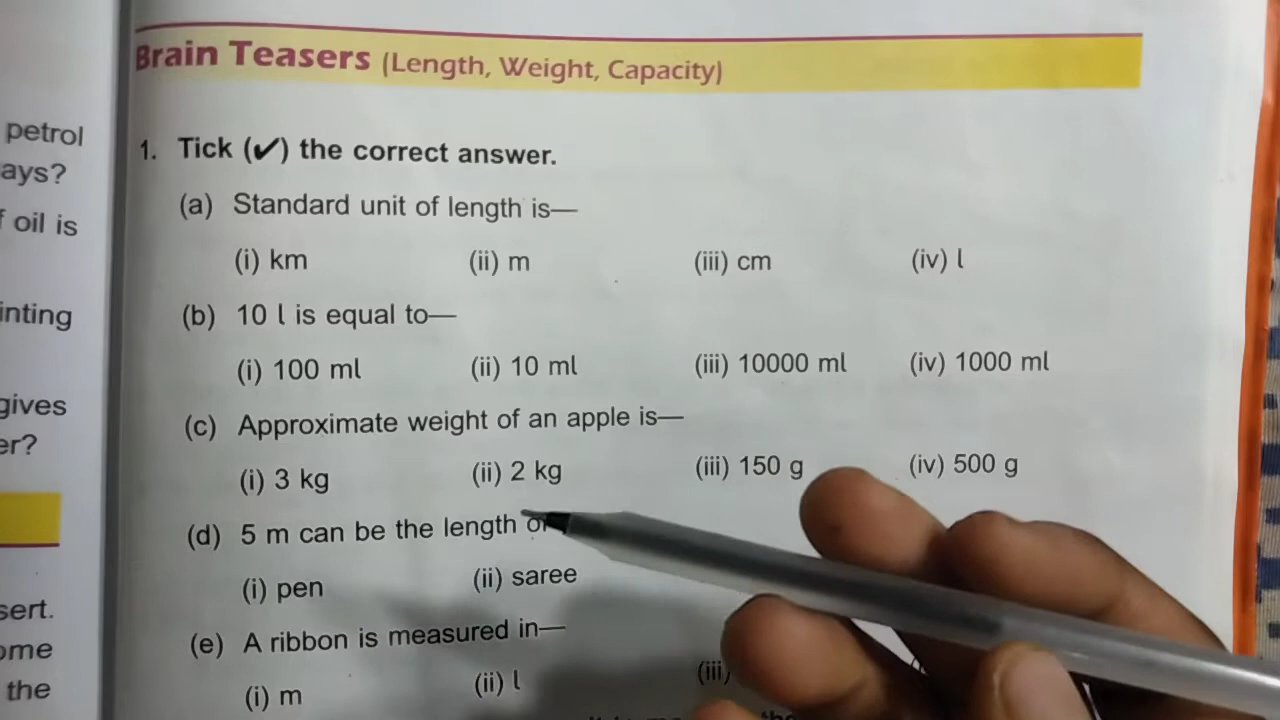 petrol
ays?
f oil is
inting
gives
er?
sert.
ome
the
Brain Teasers (Length, Weight, Capacity)
1. Tick (✔) the correct answer.
(a) Standard unit of length is—
(i) km (ii) m (iii) cm (iv) l
(b) 10 l is equal to—
(i) 100 ml (ii) 10 ml (iii) 10000 ml (iv) 1000 ml
(c) Approximate weight of an apple is—
(i) 3 kg (ii) 2 kg (iii) 150 g (iv) 500 g
(d) 5 m can be the length
(i) pen (ii) saree
(e) A ribbon is measured in—
(i) m (ii) l (iii)